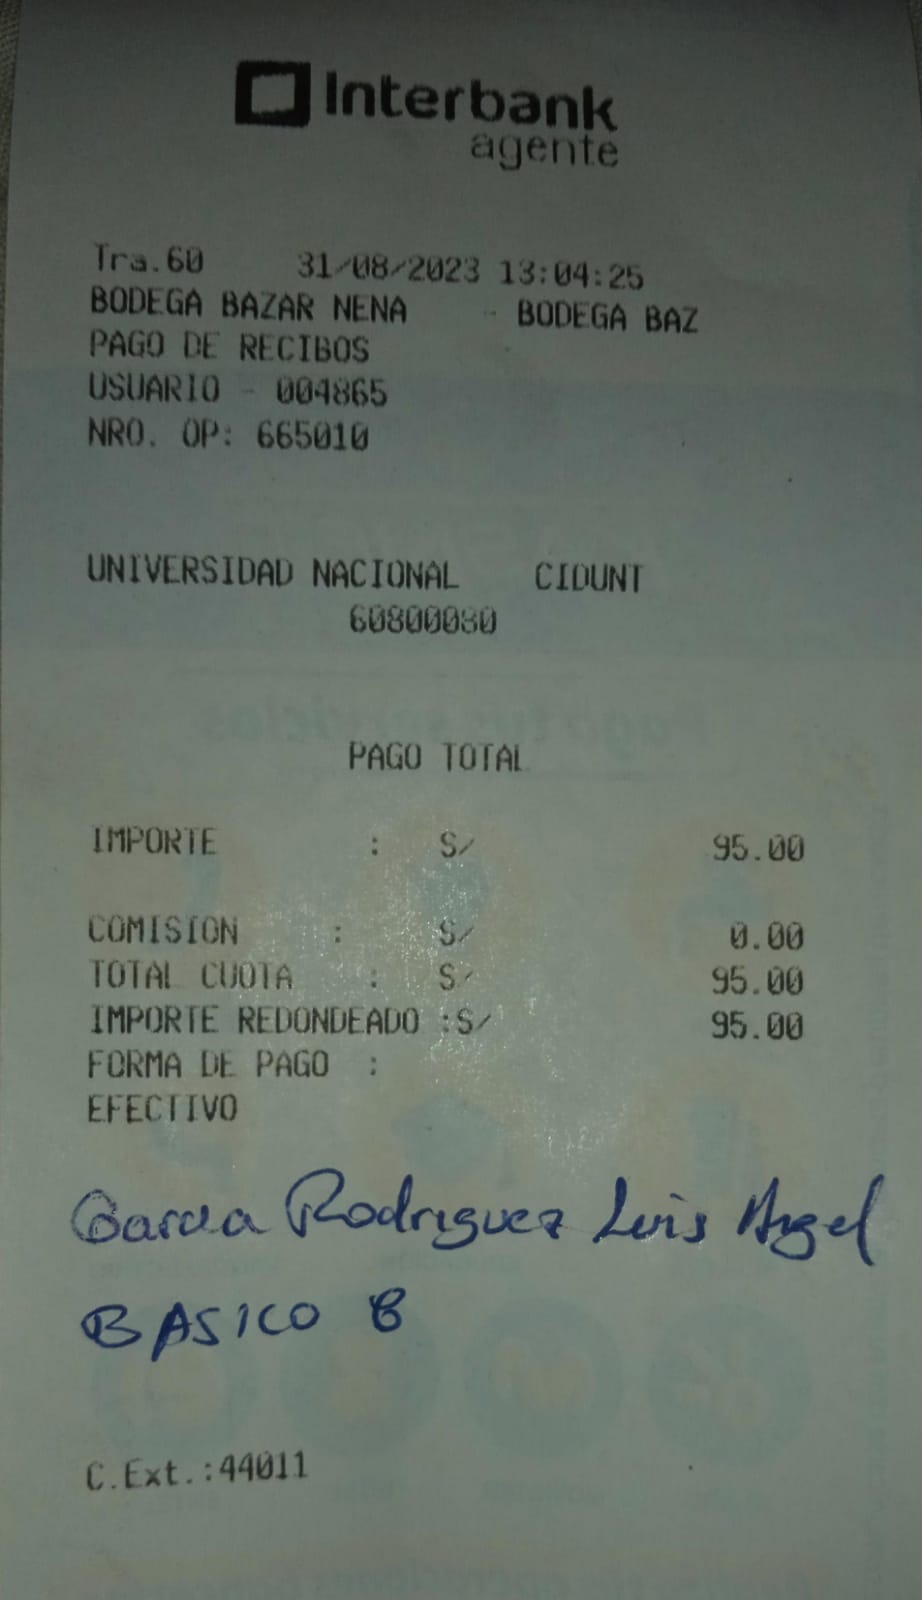 Interbank
agente
Tra.60 31/08/2023 13:04:25
BODEGA BAZAR NENA - BODEGA BAZ
PAGO DE RECIBOS
USUARIO - 004865
NRO. OP: 665010
UNIVERSIDAD NACIONAL CIDUNT
60800080
PAGO TOTAL
IMPORTE : S/ 95.00
COMISION : S/ 0.00
TOTAL CUOTA : S/ 95.00
IMPORTE REDONDEADO :S/ 95.00
FORMA DE PAGO :
EFECTIVO
Garcia Rodriguez Luis Angel
BASICO 8
C.Ext.:44011